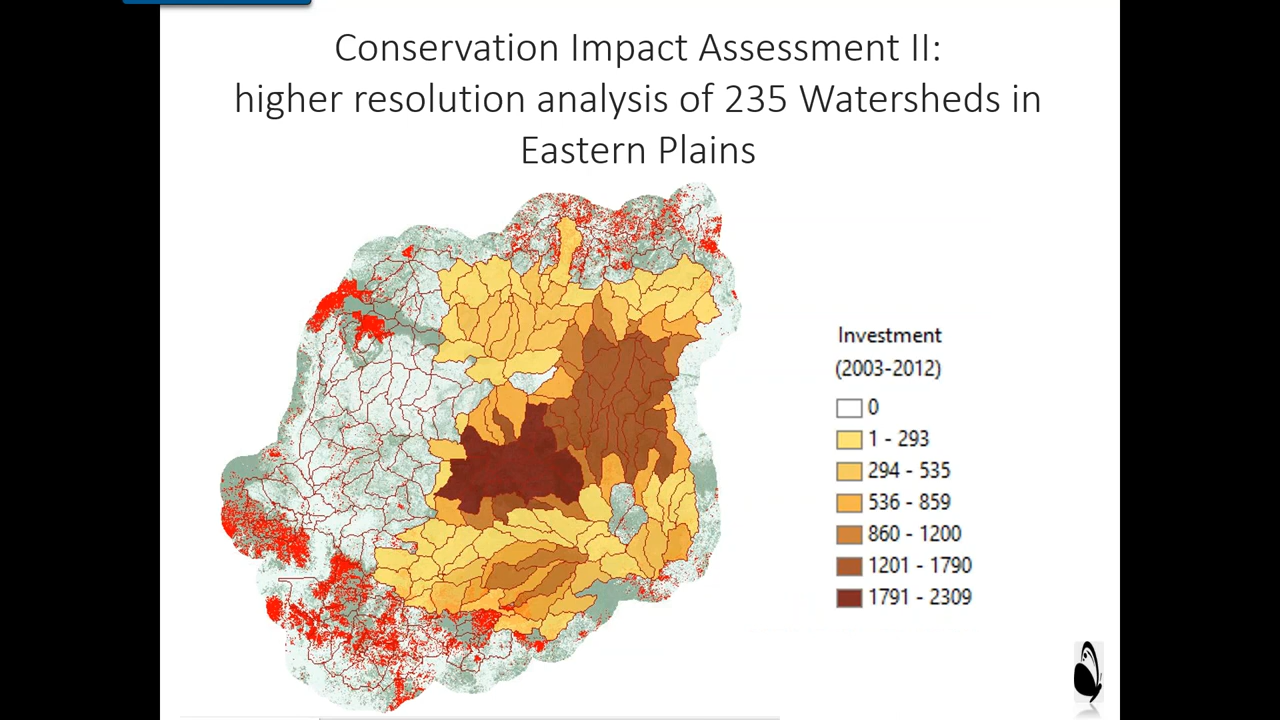 Conservation Impact Assessment II:
higher resolution analysis of 235 Watersheds in
Eastern Plains
Investment
(2003-2012)
0
1 - 293
294 - 535
536 - 859
860 - 1200
1201 - 1790
1791 - 2309